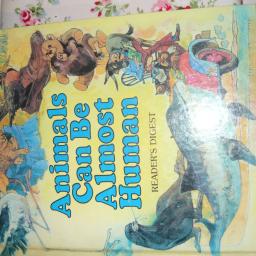 Animals
Can Be
Almost
Human
READER'S DIGEST